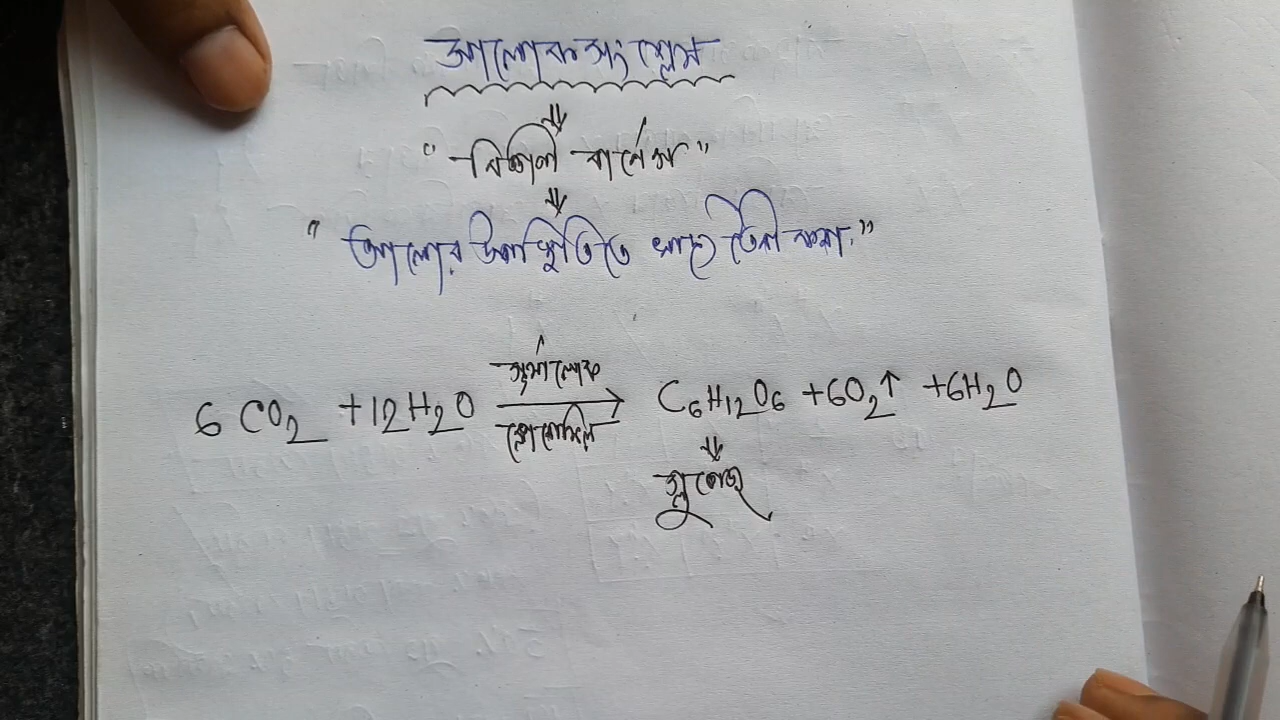 আলোকসংশ্লেষ
⇓
“বিজ্ঞানী বার্নেস”
⇓
“আলোর উপস্থিতিতে খাদ্য তৈরী করা.”
সূর্যালোক
6CO₂ + 12H₂O → C₆H₁₂O₆ + 6O₂↑ + 6H₂O
ক্লোরোফিল
⇓
গ্লুকোজ